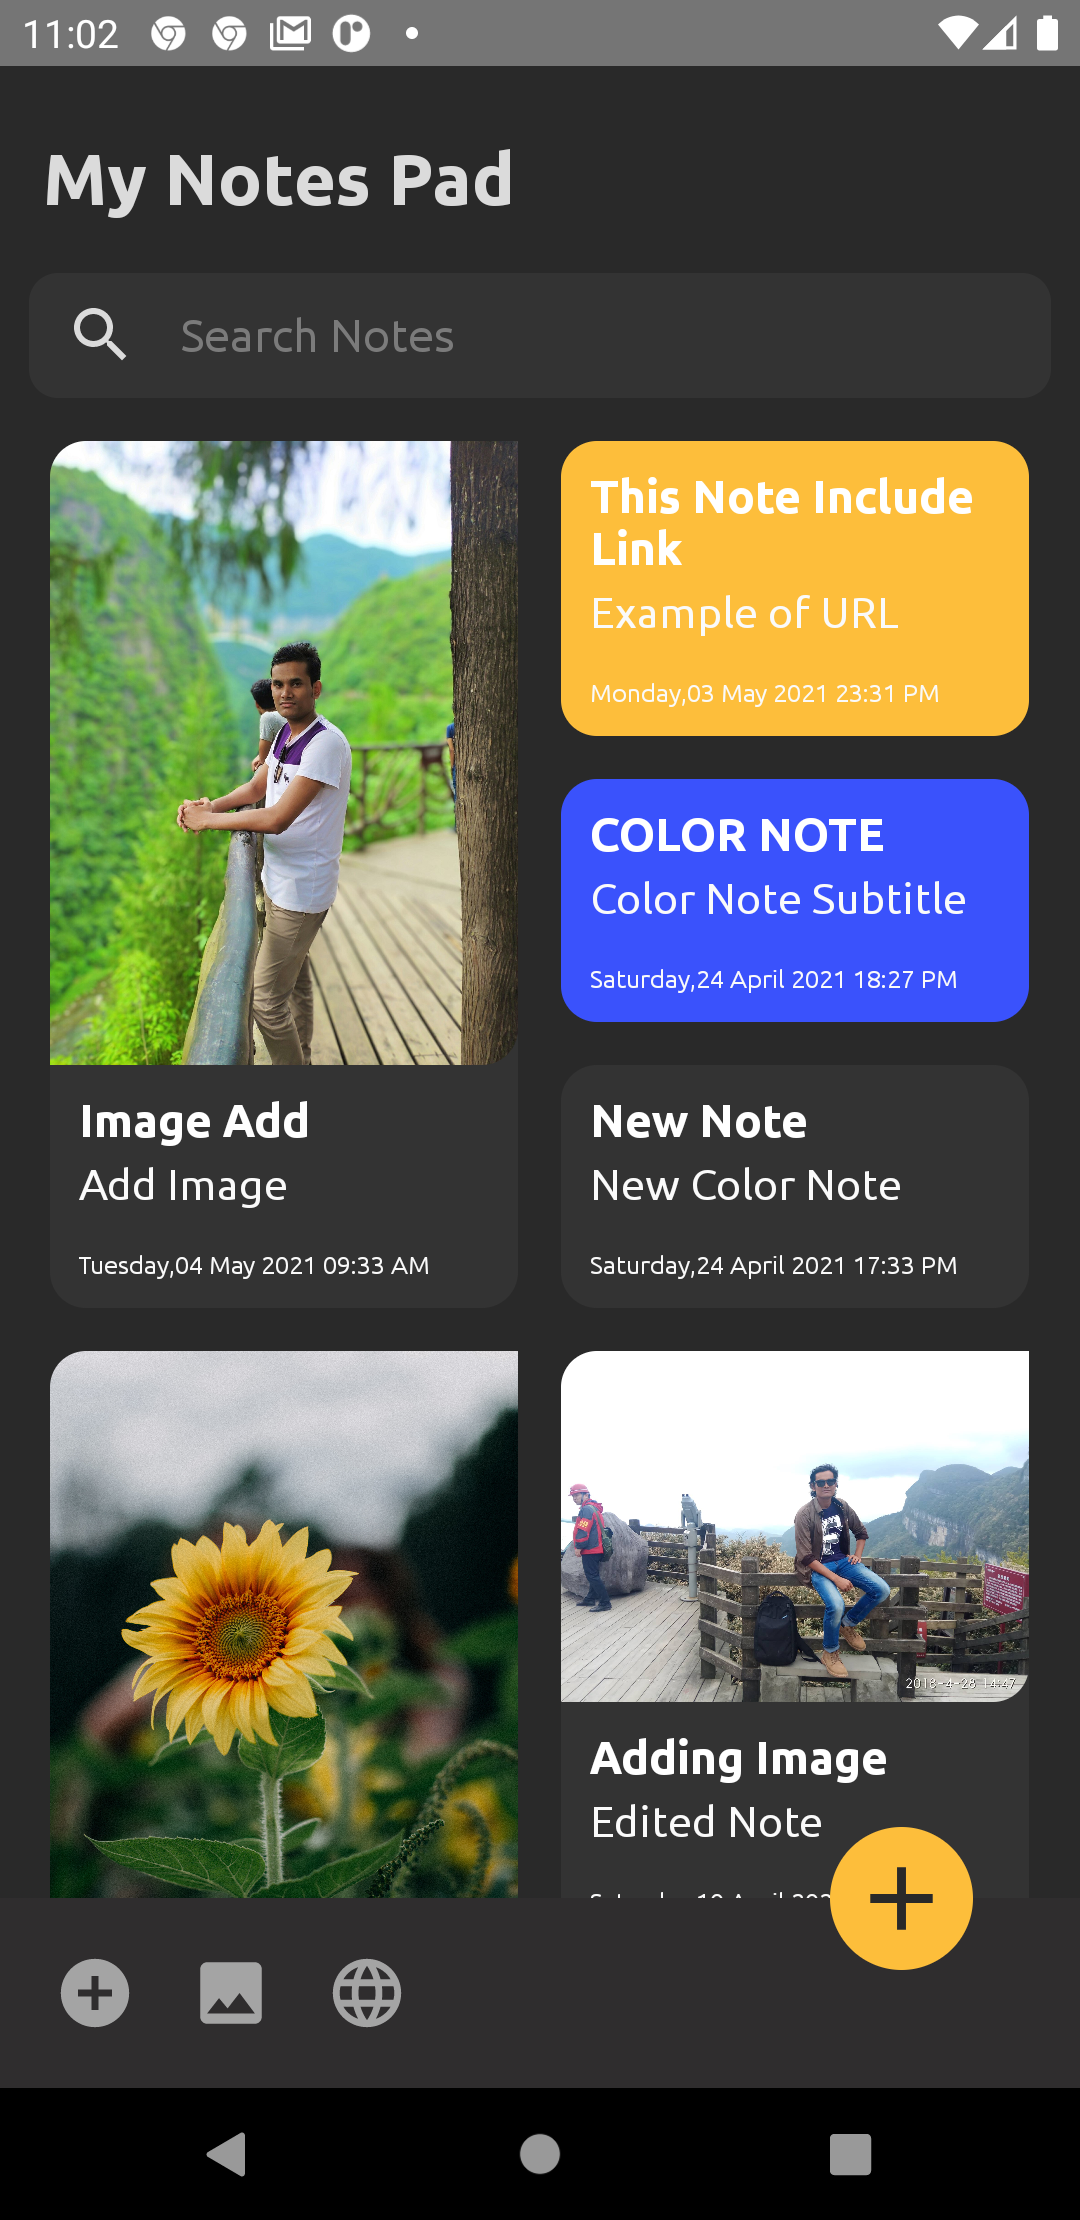 11:02
My Notes Pad
Search Notes
This Note Include
Link
Example of URL
Monday,03 May 2021 23:31 PM
COLOR NOTE
Color Note Subtitle
Saturday,24 April 2021 18:27 PM
Image Add
Add Image
Tuesday,04 May 2021 09:33 AM
New Note
New Color Note
Saturday,24 April 2021 17:33 PM
2018-4-28 14:47
Adding Image
Edited Note